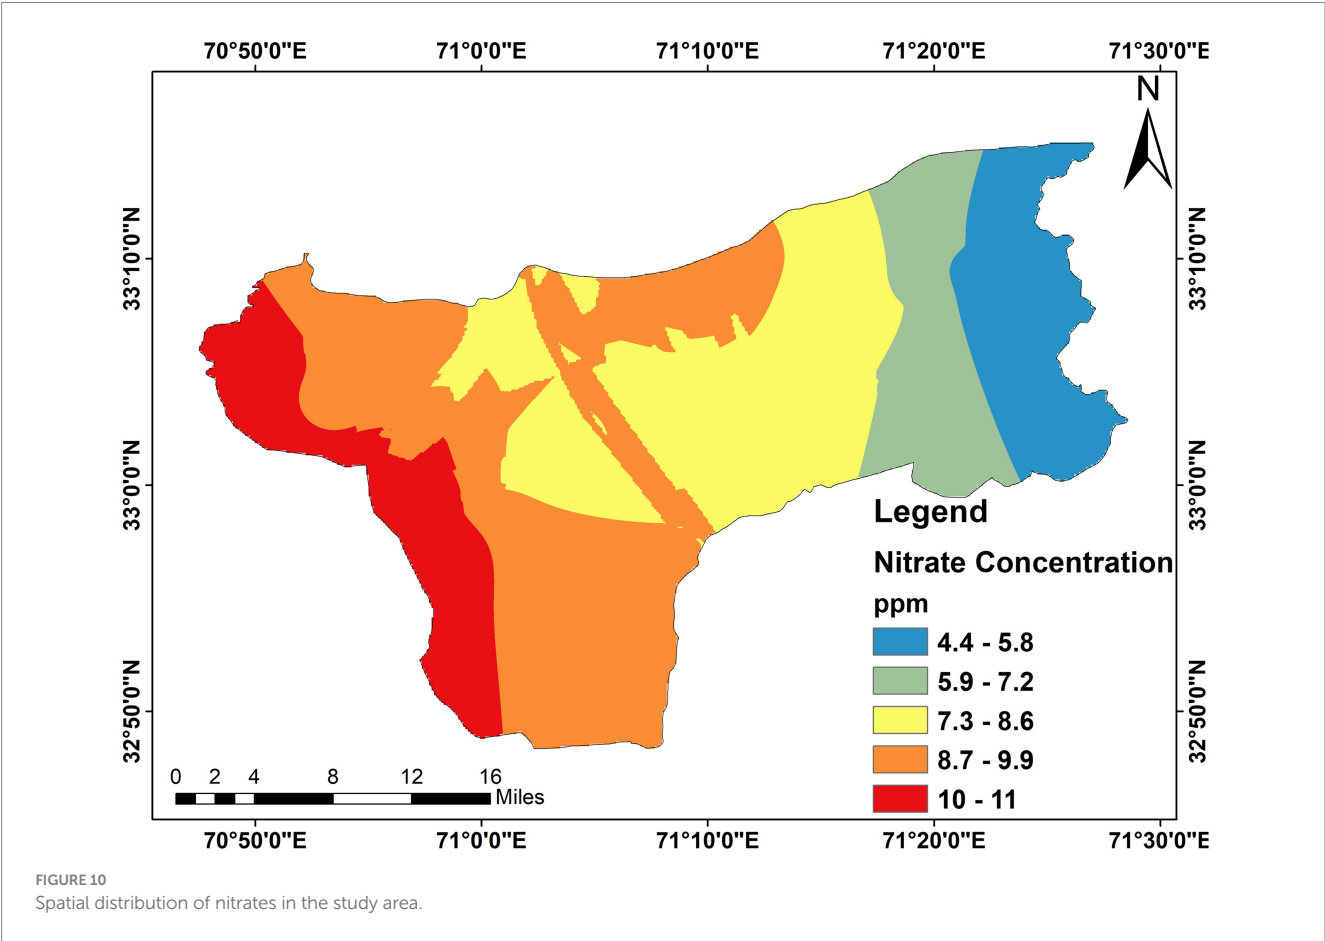 70°50'0"E 71°0'0"E 71°10'0"E 71°20'0"E 71°30'0"E
N
33°10'0"N 33°10'0"N
33°0'0"N 33°0'0"N
Legend
Nitrate Concentration
ppm
4.4 - 5.8
5.9 - 7.2
32°50'0"N 32°50'0"N
7.3 - 8.6
8.7 - 9.9
10 - 11
0 2 4 8 12 16
Miles
70°50'0"E 71°0'0"E 71°10'0"E 71°20'0"E 71°30'0"E
FIGURE 10
Spatial distribution of nitrates in the study area.